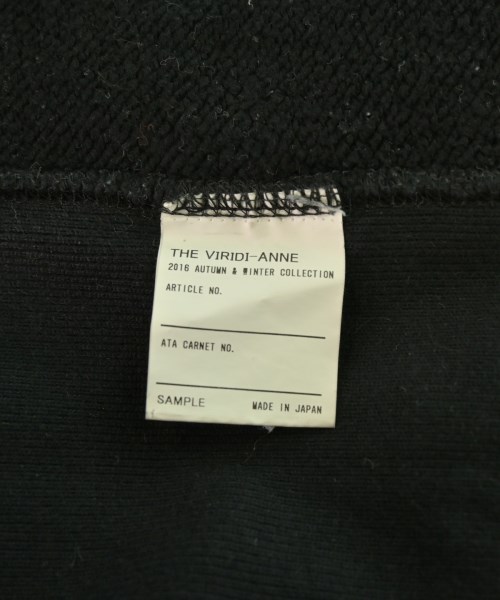 THE VIRIDI-ANNE
2016 AUTUMN & WINTER COLLECTION
ARTICLE NO.
ATA CARNET NO.
SAMPLE MADE IN JAPAN